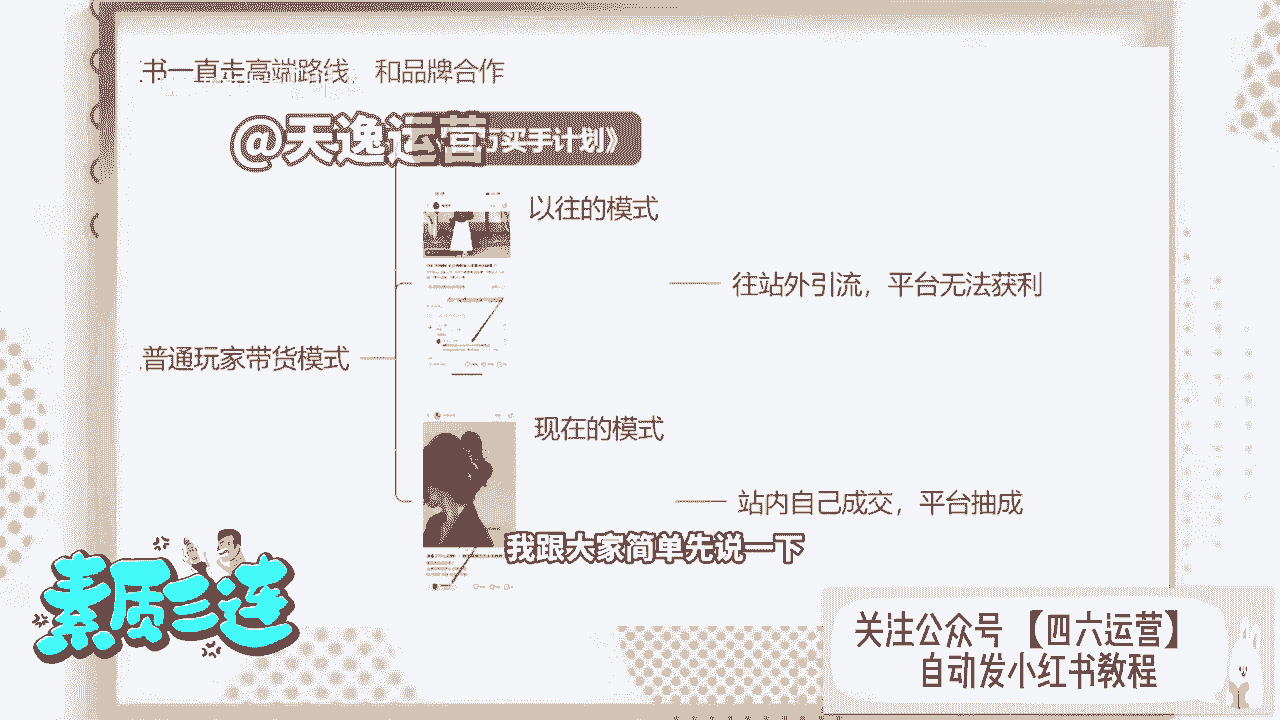 书一直走高端路线 和品牌合作
@天逸运营
买手计划》
以往的模式
往站外引流，平台无法获利
普通玩家带货模式
现在的模式
站内自己成交，平台抽成
我跟大家简单先说一下
素质三连
关注公众号【四六运营】
自动发小红书教程